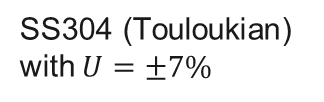 SS304 (Touloukian)
with U = ±7%